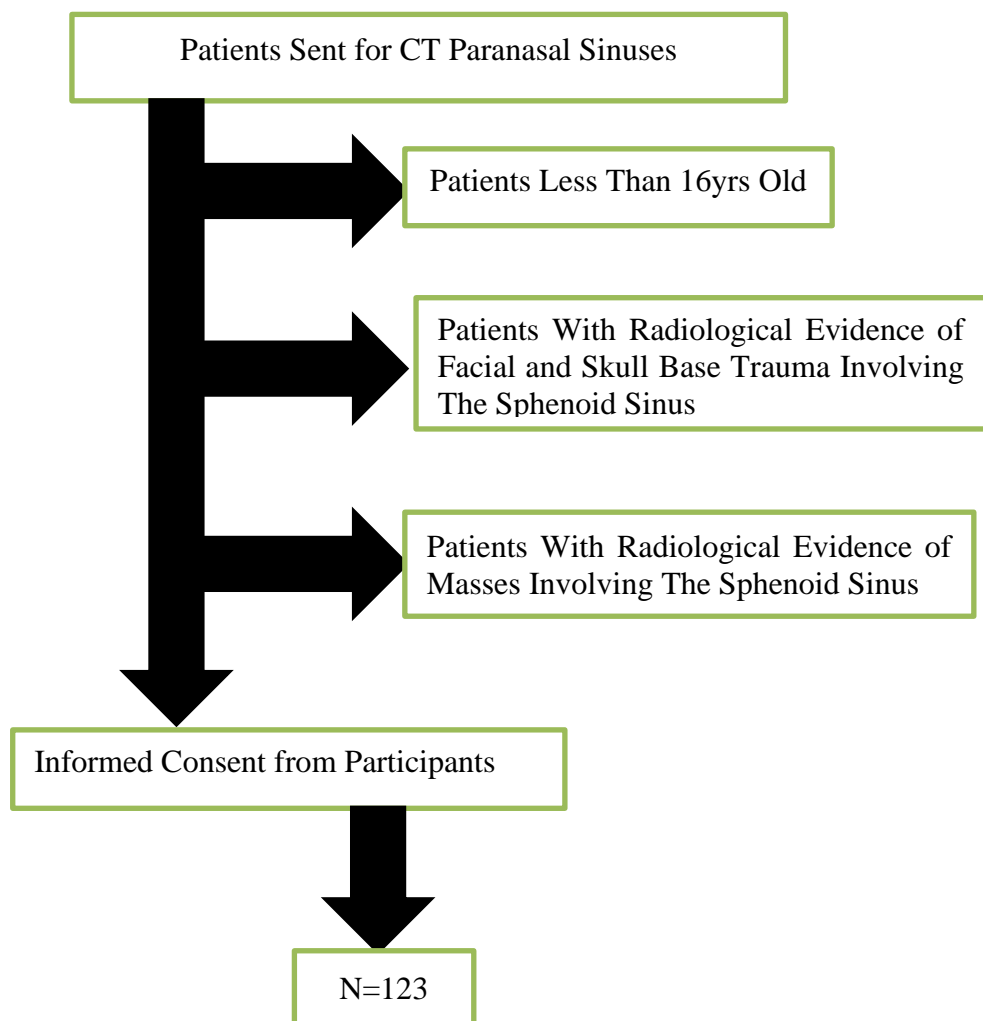 Patients Sent for CT Paranasal Sinuses
Patients Less Than 16yrs Old
Patients With Radiological Evidence of
Facial and Skull Base Trauma Involving
The Sphenoid Sinus
Patients With Radiological Evidence of
Masses Involving The Sphenoid Sinus
Informed Consent from Participants
N=123